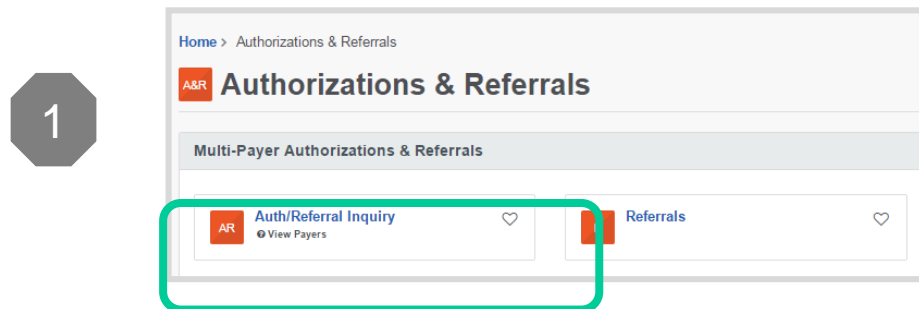 Home > Authorizations & Referrals
A&R Authorizations & Referrals
1
Multi-Payer Authorizations & Referrals
AR Auth/Referral Inquiry
View Payers
Referrals